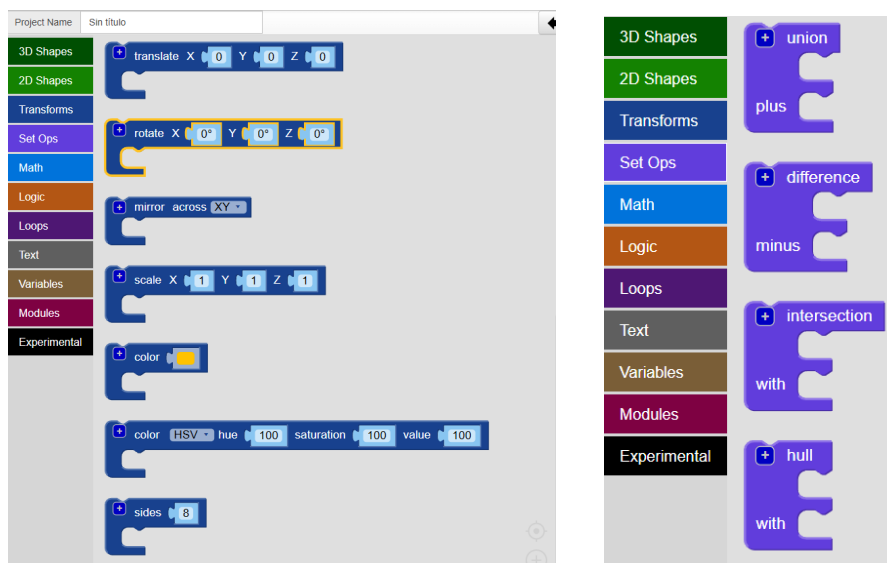 Project Name Sin título
3D Shapes
2D Shapes
Transforms
Set Ops
Math
Logic
Loops
Text
Variables
Modules
Experimental
translate X 0 Y 0 Z 0
rotate X 0° Y 0° Z 0°
mirror across XY
scale X 1 Y 1 Z 1
color
color HSV hue 100 saturation 100 value 100
sides 8
3D Shapes
2D Shapes
Transforms
Set Ops
Math
Logic
Loops
Text
Variables
Modules
Experimental
union
plus
difference
minus
intersection
with
hull
with